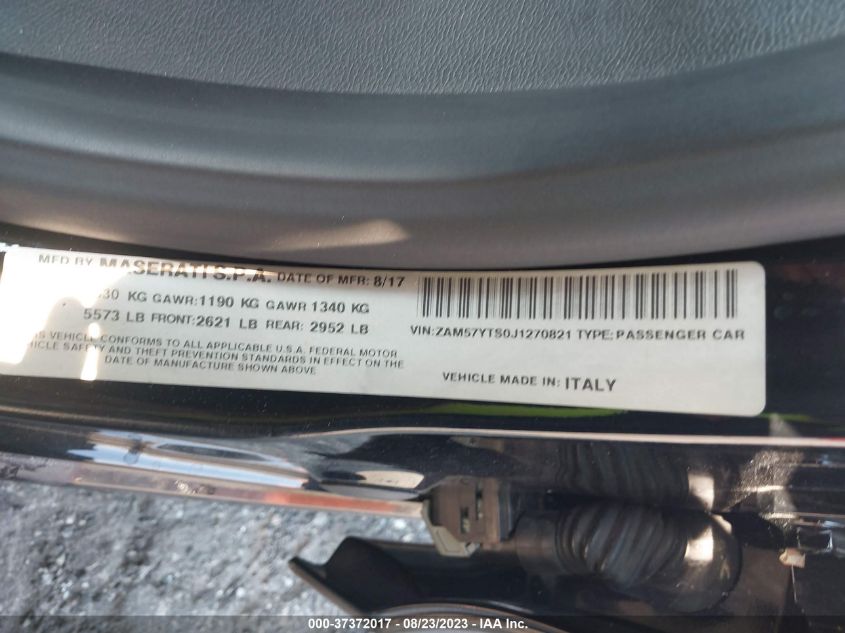 MFD BY MASERATI S.P.A. DATE OF MFR: 8/17
30 KG GAWR:1190 KG GAWR 1340 KG
5573 LB FRONT:2621 LB REAR: 2952 LB
VEHICLE CONFORMS TO ALL APPLICABLE U.S.A. FEDERAL MOTOR
SAFETY AND THEFT PREVENTION STANDARDS IN EFFECT ON THE
DATE OF MANUFACTURE SHOWN ABOVE
VIN:ZAM57YTS0J1270821 TYPE:PASSENGER CAR
VEHICLE MADE IN: ITALY
000-37372017 - 08/23/2023 - IAA Inc.